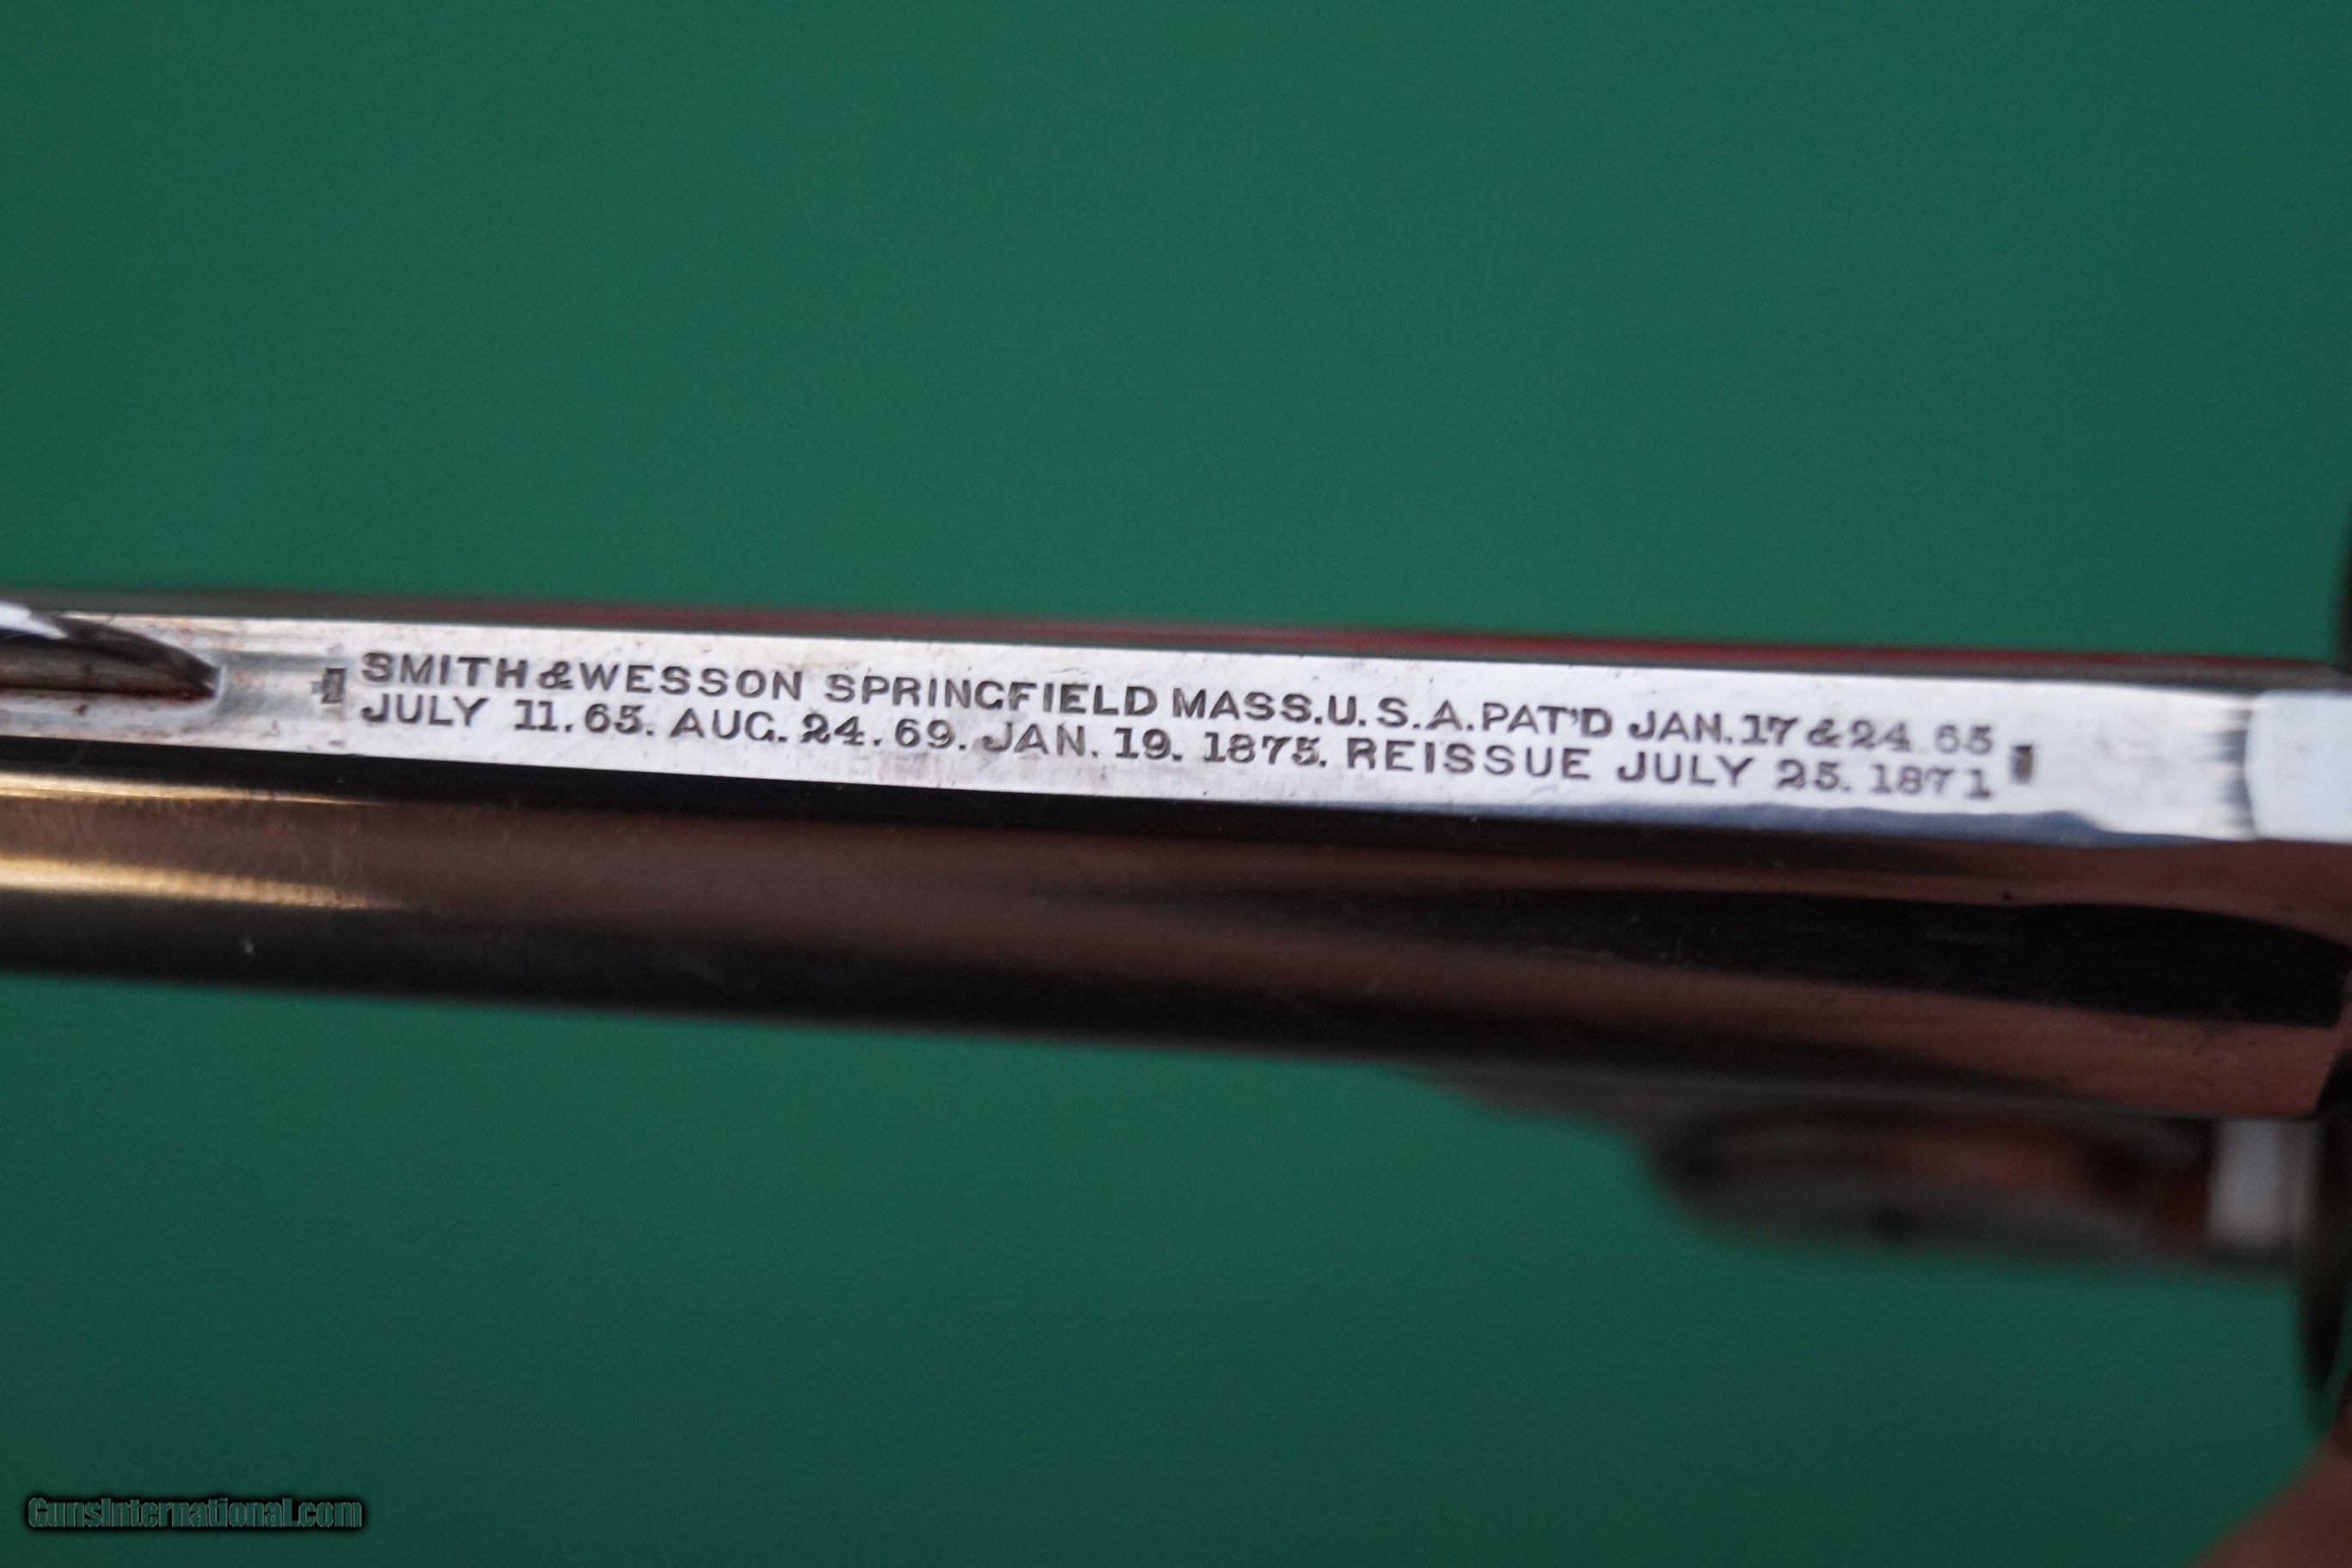 SMITH & WESSON SPRINGFIELD MASS. U.S.A. PAT'D JAN. 17 & 24. 65
JULY 11. 65. AUG. 24. 69. JAN. 19. 1875. REISSUE JULY 25. 1871
GunsInternational.com